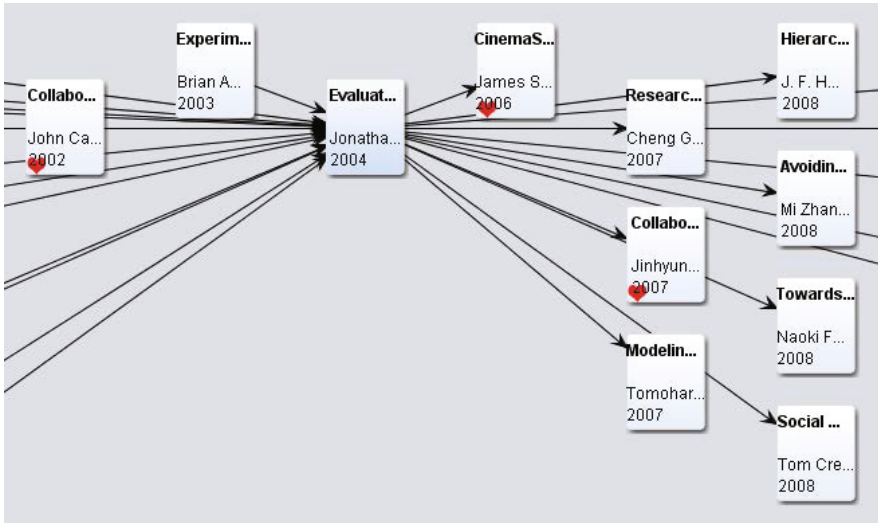 Collabo...
John Ca...
2002
Experim...
Brian A...
2003
Evaluat...
Jonatha...
2004
CinemaS...
James S...
2006
Researc...
Cheng G...
2007
Collabo...
Jinhyun...
2007
Modelin...
Tomohar...
2007
Hierarc...
J. F. H...
2008
Avoidin...
Mi Zhan...
2008
Towards...
Naoki F...
2008
Social ...
Tom Cre...
2008